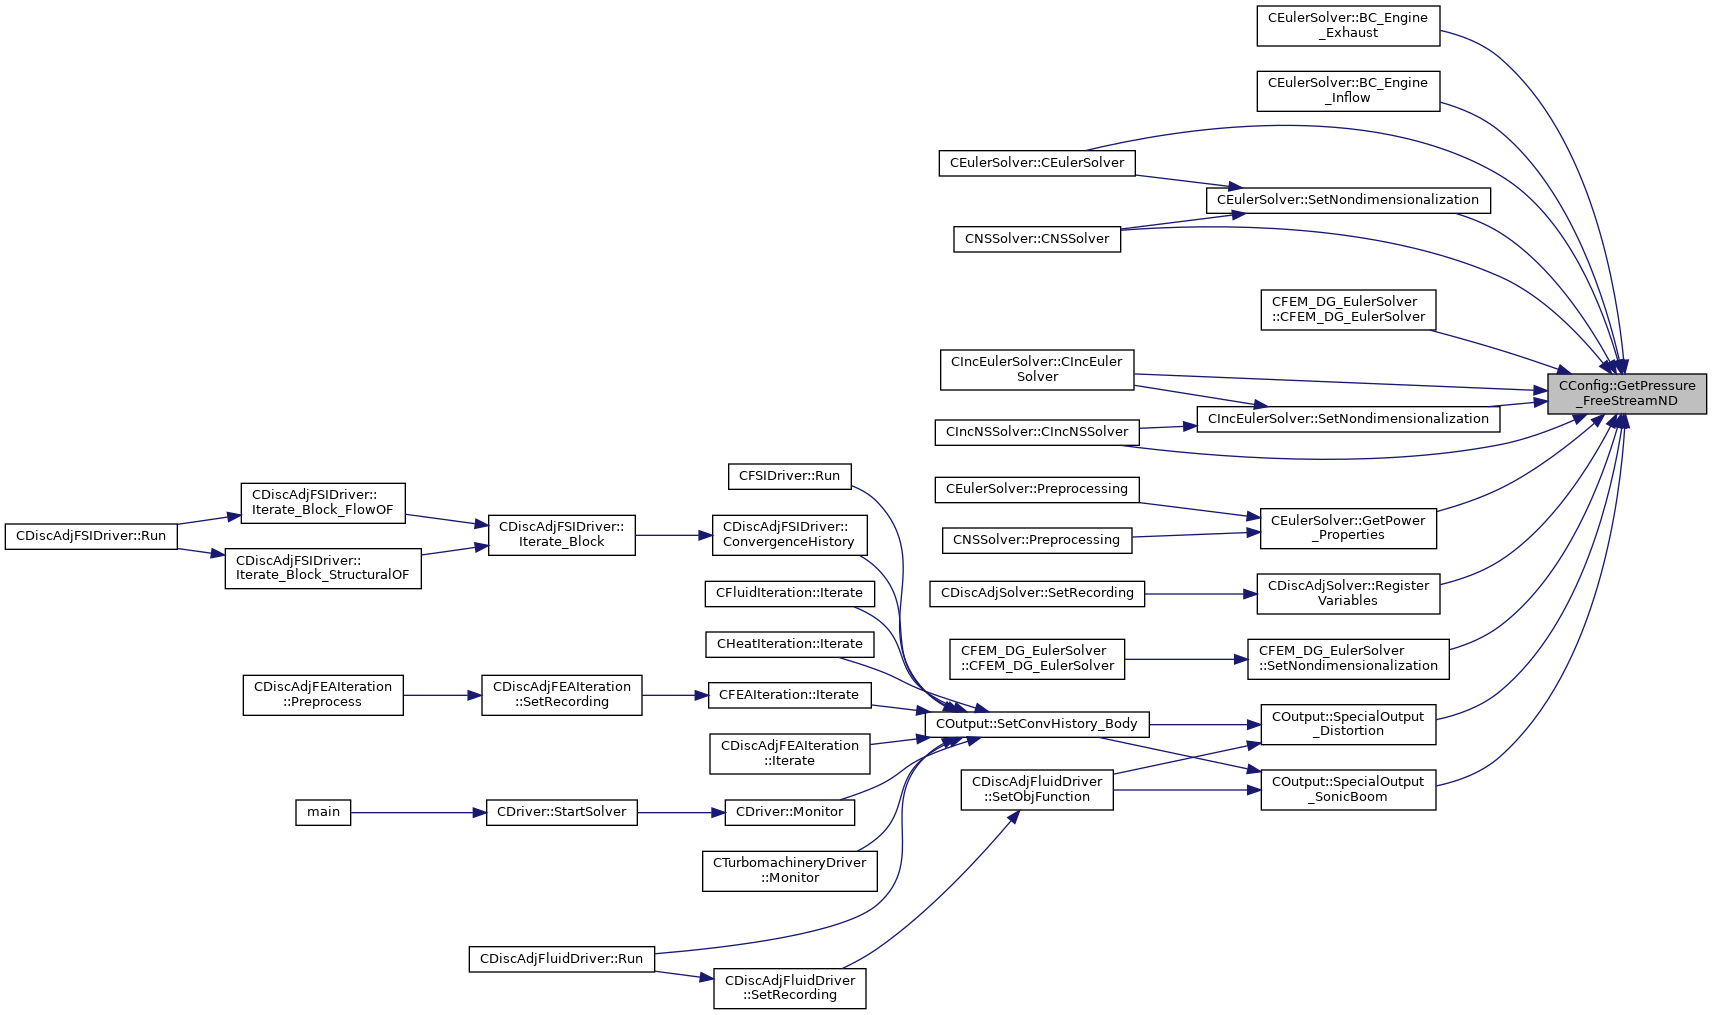 CEulerSolver::BC_Engine
_Exhaust
CEulerSolver::BC_Engine
_Inflow
CEulerSolver::CEulerSolver
CEulerSolver::SetNondimensionalization
CNSSolver::CNSSolver
CFEM_DG_EulerSolver
::CFEM_DG_EulerSolver
CIncEulerSolver::CIncEuler
Solver
CConfig::GetPressure
_FreeStreamND
CIncEulerSolver::SetNondimensionalization
CIncNSSolver::CIncNSSolver
CFSIDriver::Run
CEulerSolver::Preprocessing
CDiscAdjFSIDriver::
Iterate_Block_FlowOF
CDiscAdjFSIDriver::Run
CDiscAdjFSIDriver::
Iterate_Block
CDiscAdjFSIDriver::
ConvergenceHistory
CEulerSolver::GetPower
_Properties
CNSSolver::Preprocessing
CDiscAdjFSIDriver::
Iterate_Block_StructuralOF
CFluidIteration::Iterate
CDiscAdjSolver::SetRecording
CDiscAdjSolver::Register
Variables
CHeatIteration::Iterate
CFEM_DG_EulerSolver
::CFEM_DG_EulerSolver
CFEM_DG_EulerSolver
::SetNondimensionalization
CDiscAdjFEAIteration
::Preprocess
CDiscAdjFEAIteration
::SetRecording
CFEAIteration::Iterate
COutput::SetConvHistory_Body
COutput::SpecialOutput
_Distortion
CDiscAdjFEAIteration
::Iterate
CDiscAdjFluidDriver
::SetObjFunction
COutput::SpecialOutput
_SonicBoom
main
CDriver::StartSolver
CDriver::Monitor
CTurbomachineryDriver
::Monitor
CDiscAdjFluidDriver::Run
CDiscAdjFluidDriver
::SetRecording